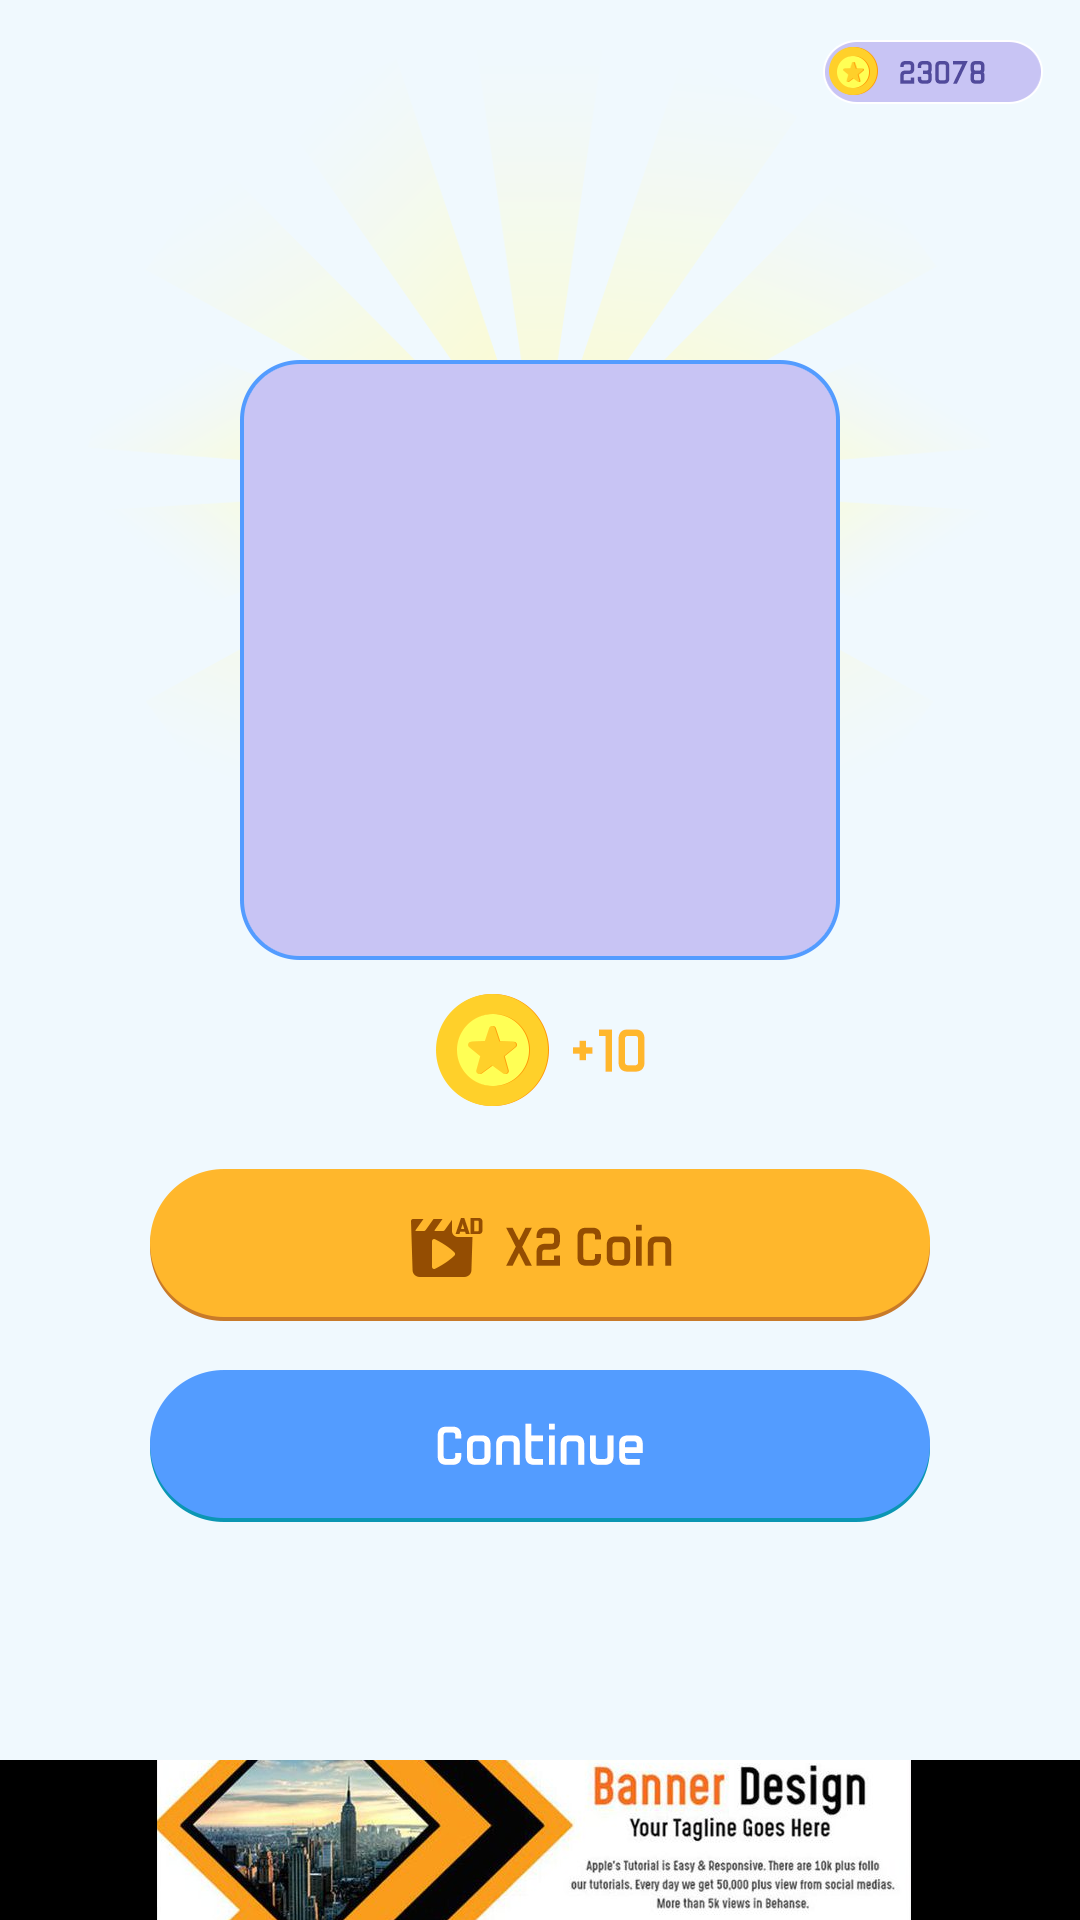 23078
+10
AD
X2 Coin
Continue
Banner Design
Your Tagline Goes Here
Apple's Tutorial is Easy & Responsive. There are 10k plus follo
our tutorials. Every day we get 50,000 plus view from social medias.
More than 5k views in Behanse.